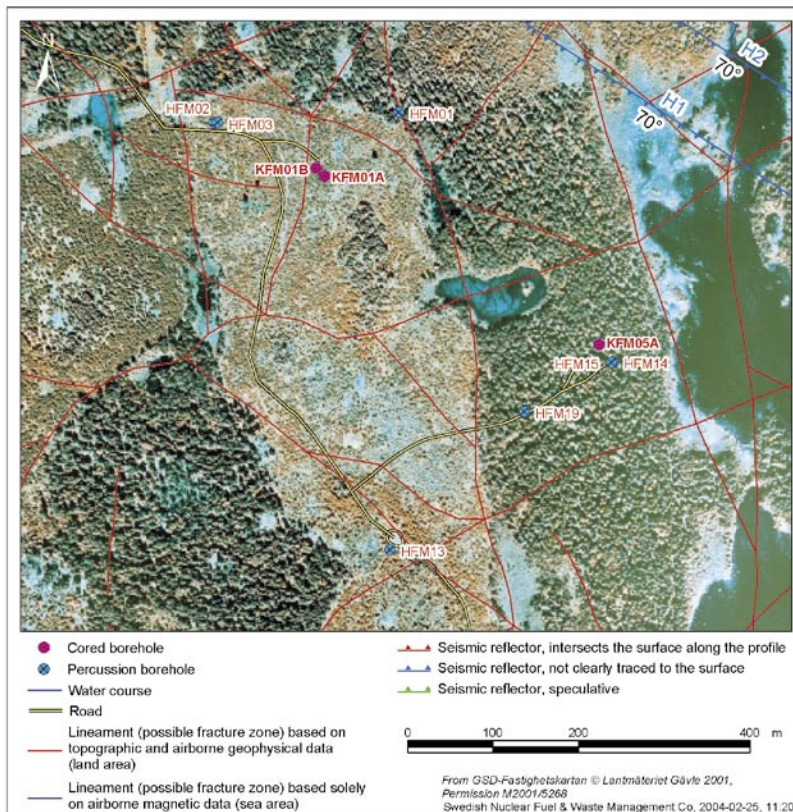 N
H2
70°
H1
70°
HFM02
HFM03
HFM01
KFM01B
KFM01A
KFM05A
HFM15
HFM14
HFM19
HFM13
Cored borehole
Percussion borehole
Water course
Road
Lineament (possible fracture zone) based on
topographic and airborne geophysical data
(land area)
Lineament (possible fracture zone) based solely
on airborne magnetic data (sea area)
Seismic reflector, intersects the surface along the profile
Seismic reflector, not clearly traced to the surface
Seismic reflector, speculative
0 100 200 400 m
From GSD-Fastighetskartan © Lantmäteriet Gävle 2001,
Permission M2001/5268
Swedish Nuclear Fuel & Waste Management Co, 2004-02-25, 11:20